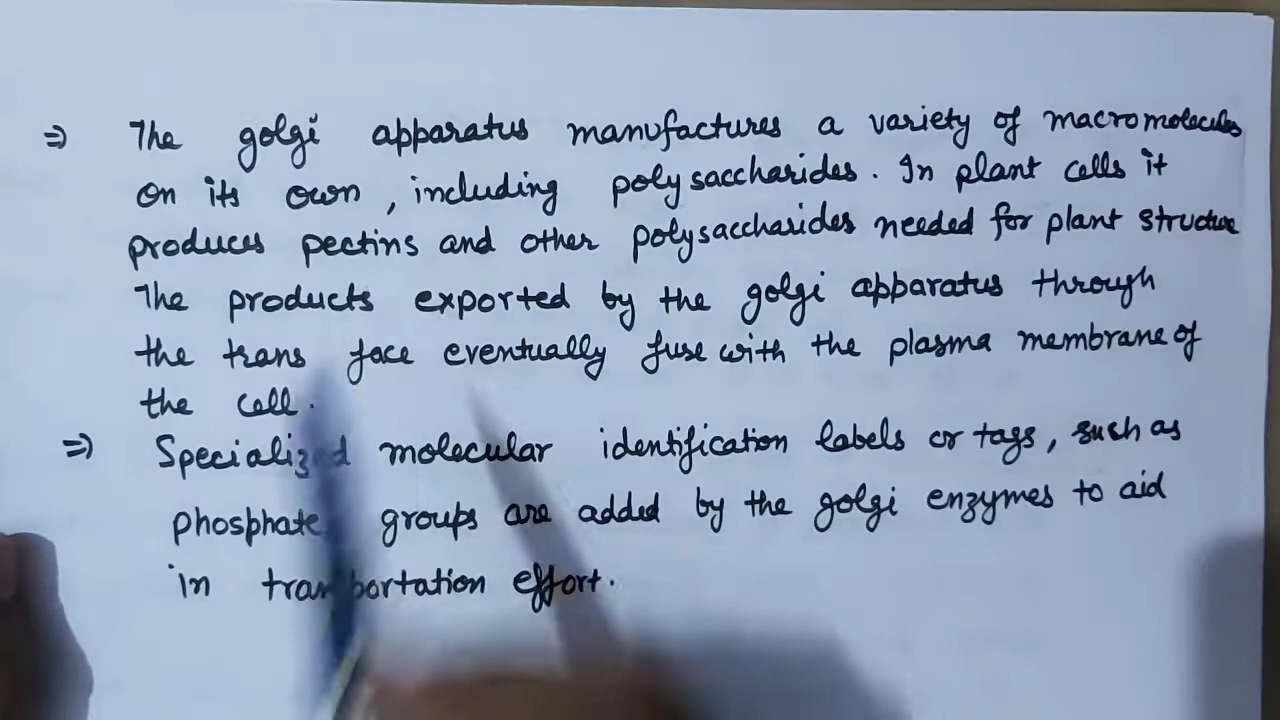 ⇒ The golgi apparatus manufactures a variety of macromolecules
on its own, including polysaccharides. In plant cells it
produces pectins and other polysaccharides needed for plant structure
The products exported by the golgi apparatus through
the trans face eventually fuse with the plasma membrane of
the cell.
⇒ Specialized molecular identification labels or tags, such as
phosphate groups are added by the golgi enzymes to aid
in transportation effort.